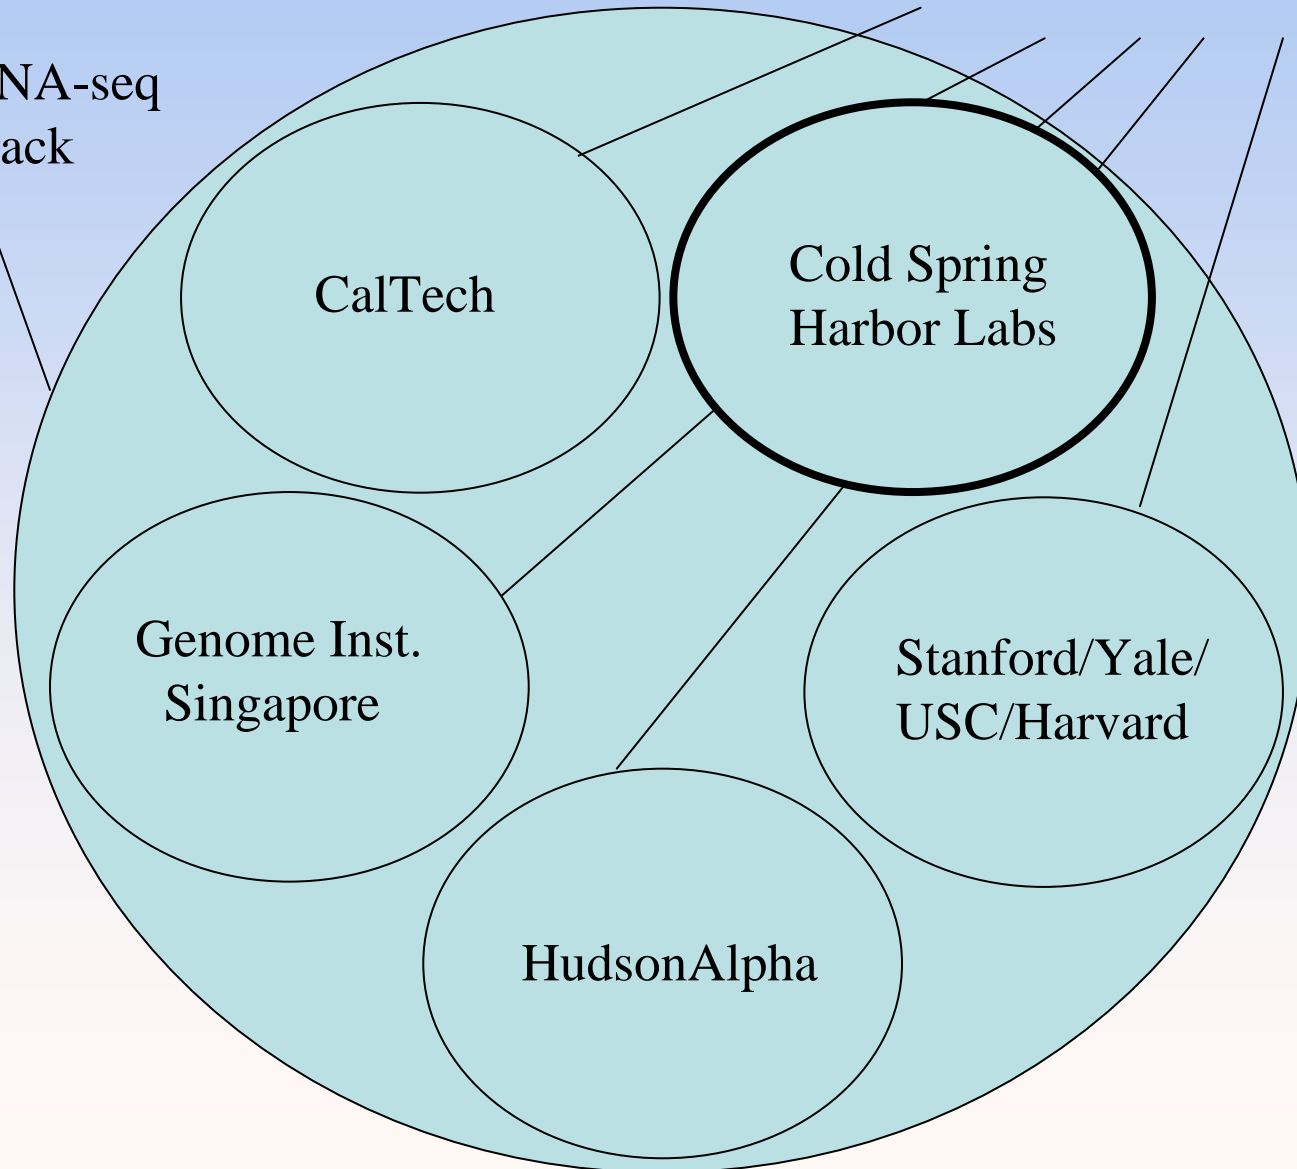 NA-seq
ack
CalTech
Cold Spring
Harbor Labs
Genome Inst.
Singapore
Stanford/Yale/
USC/Harvard
HudsonAlpha